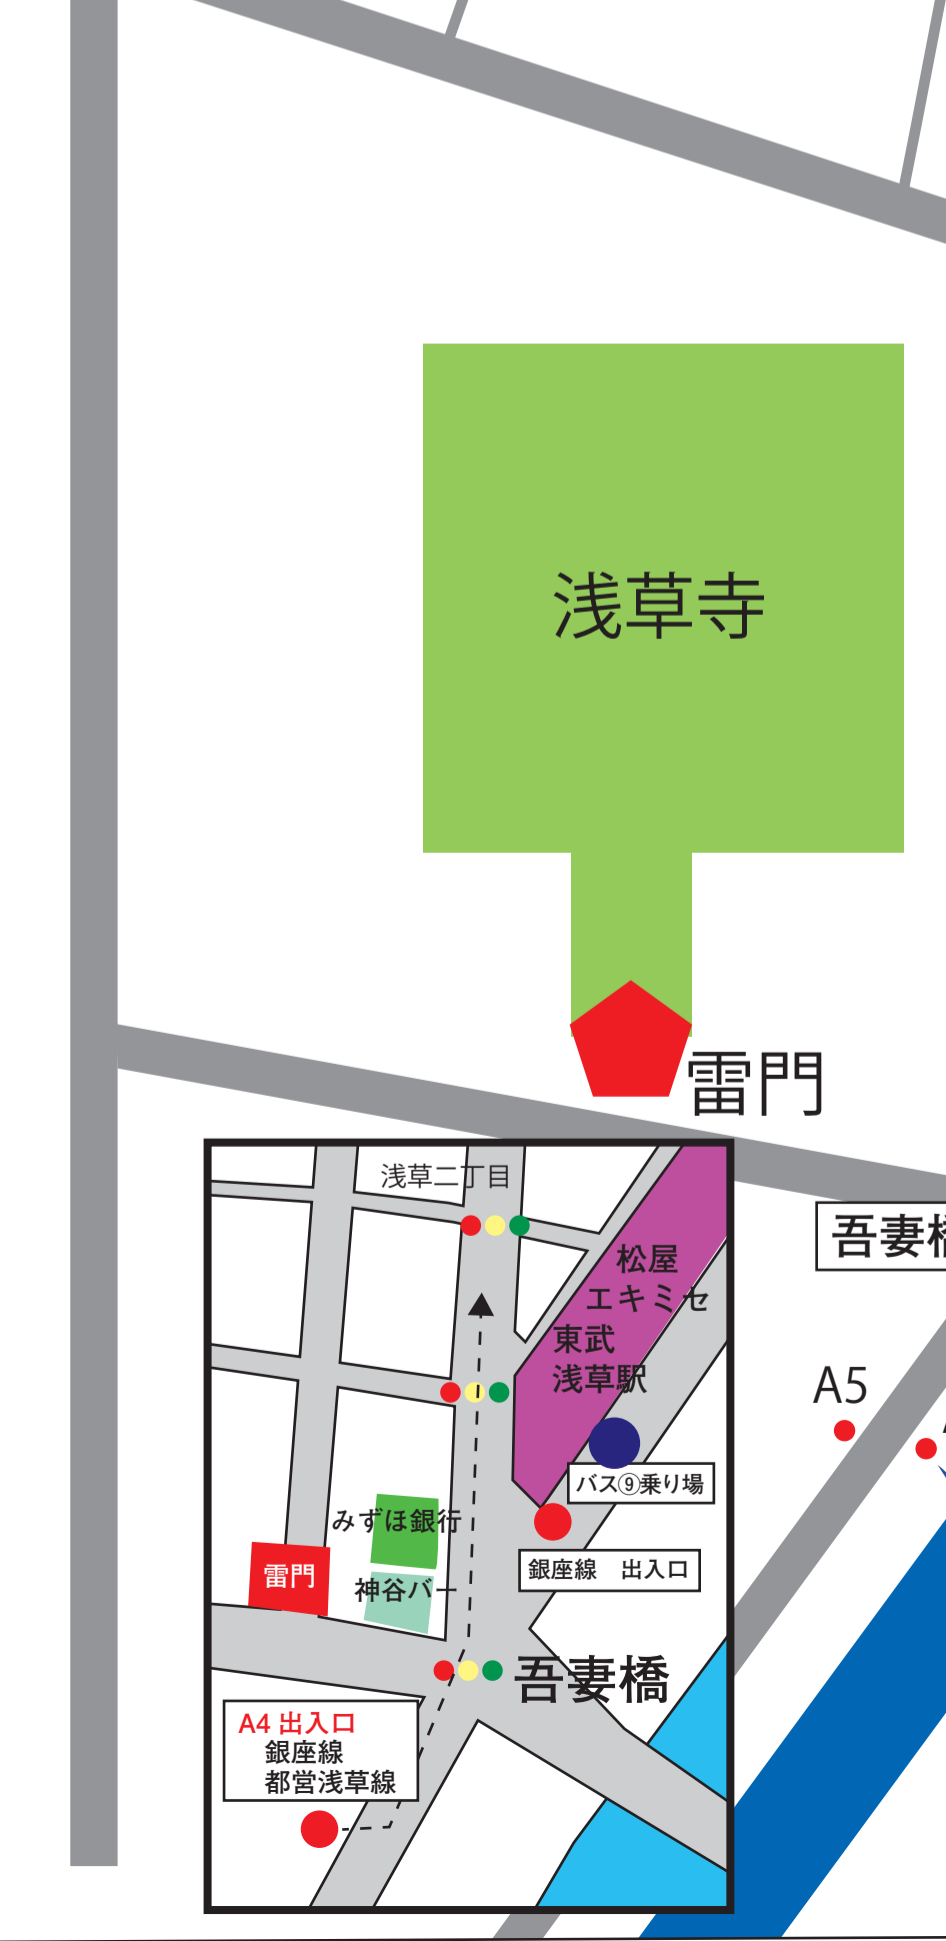 浅草寺
雷門
吾妻橋
A5
浅草二丁目
松屋
エキミセ
東武
浅草駅
バス⑨乗り場
銀座線　出入口
みずほ銀行
神谷バー
雷門
吾妻橋
A4 出入口
銀座線
都営浅草線